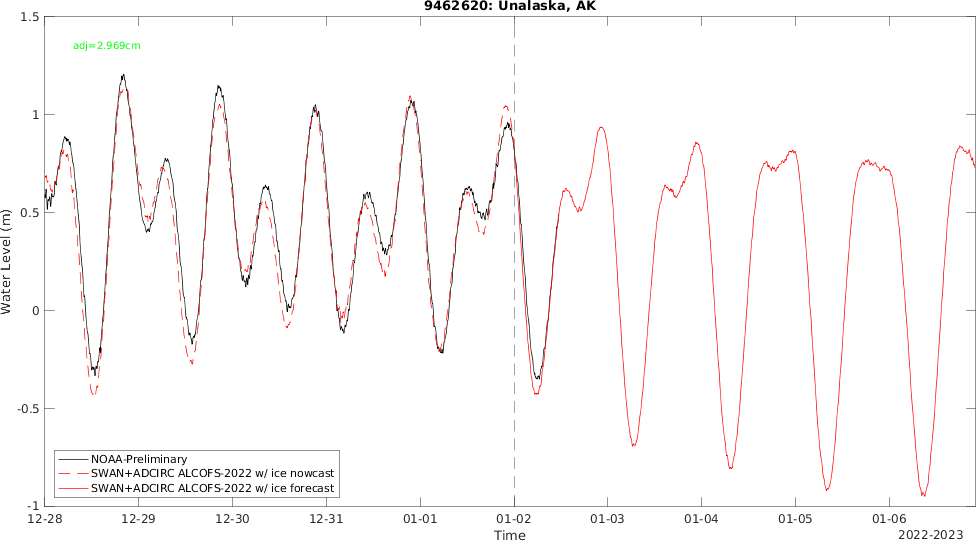 9462620: Unalaska, AK
adj=2.969cm
Water Level (m)
1.5
1
0.5
0
-0.5
-1
NOAA-Preliminary
SWAN+ADCIRC ALCOFS-2022 w/ ice nowcast
SWAN+ADCIRC ALCOFS-2022 w/ ice forecast
12-28 12-29 12-30 12-31 01-01 01-02 01-03 01-04 01-05 01-06
Time
2022-2023